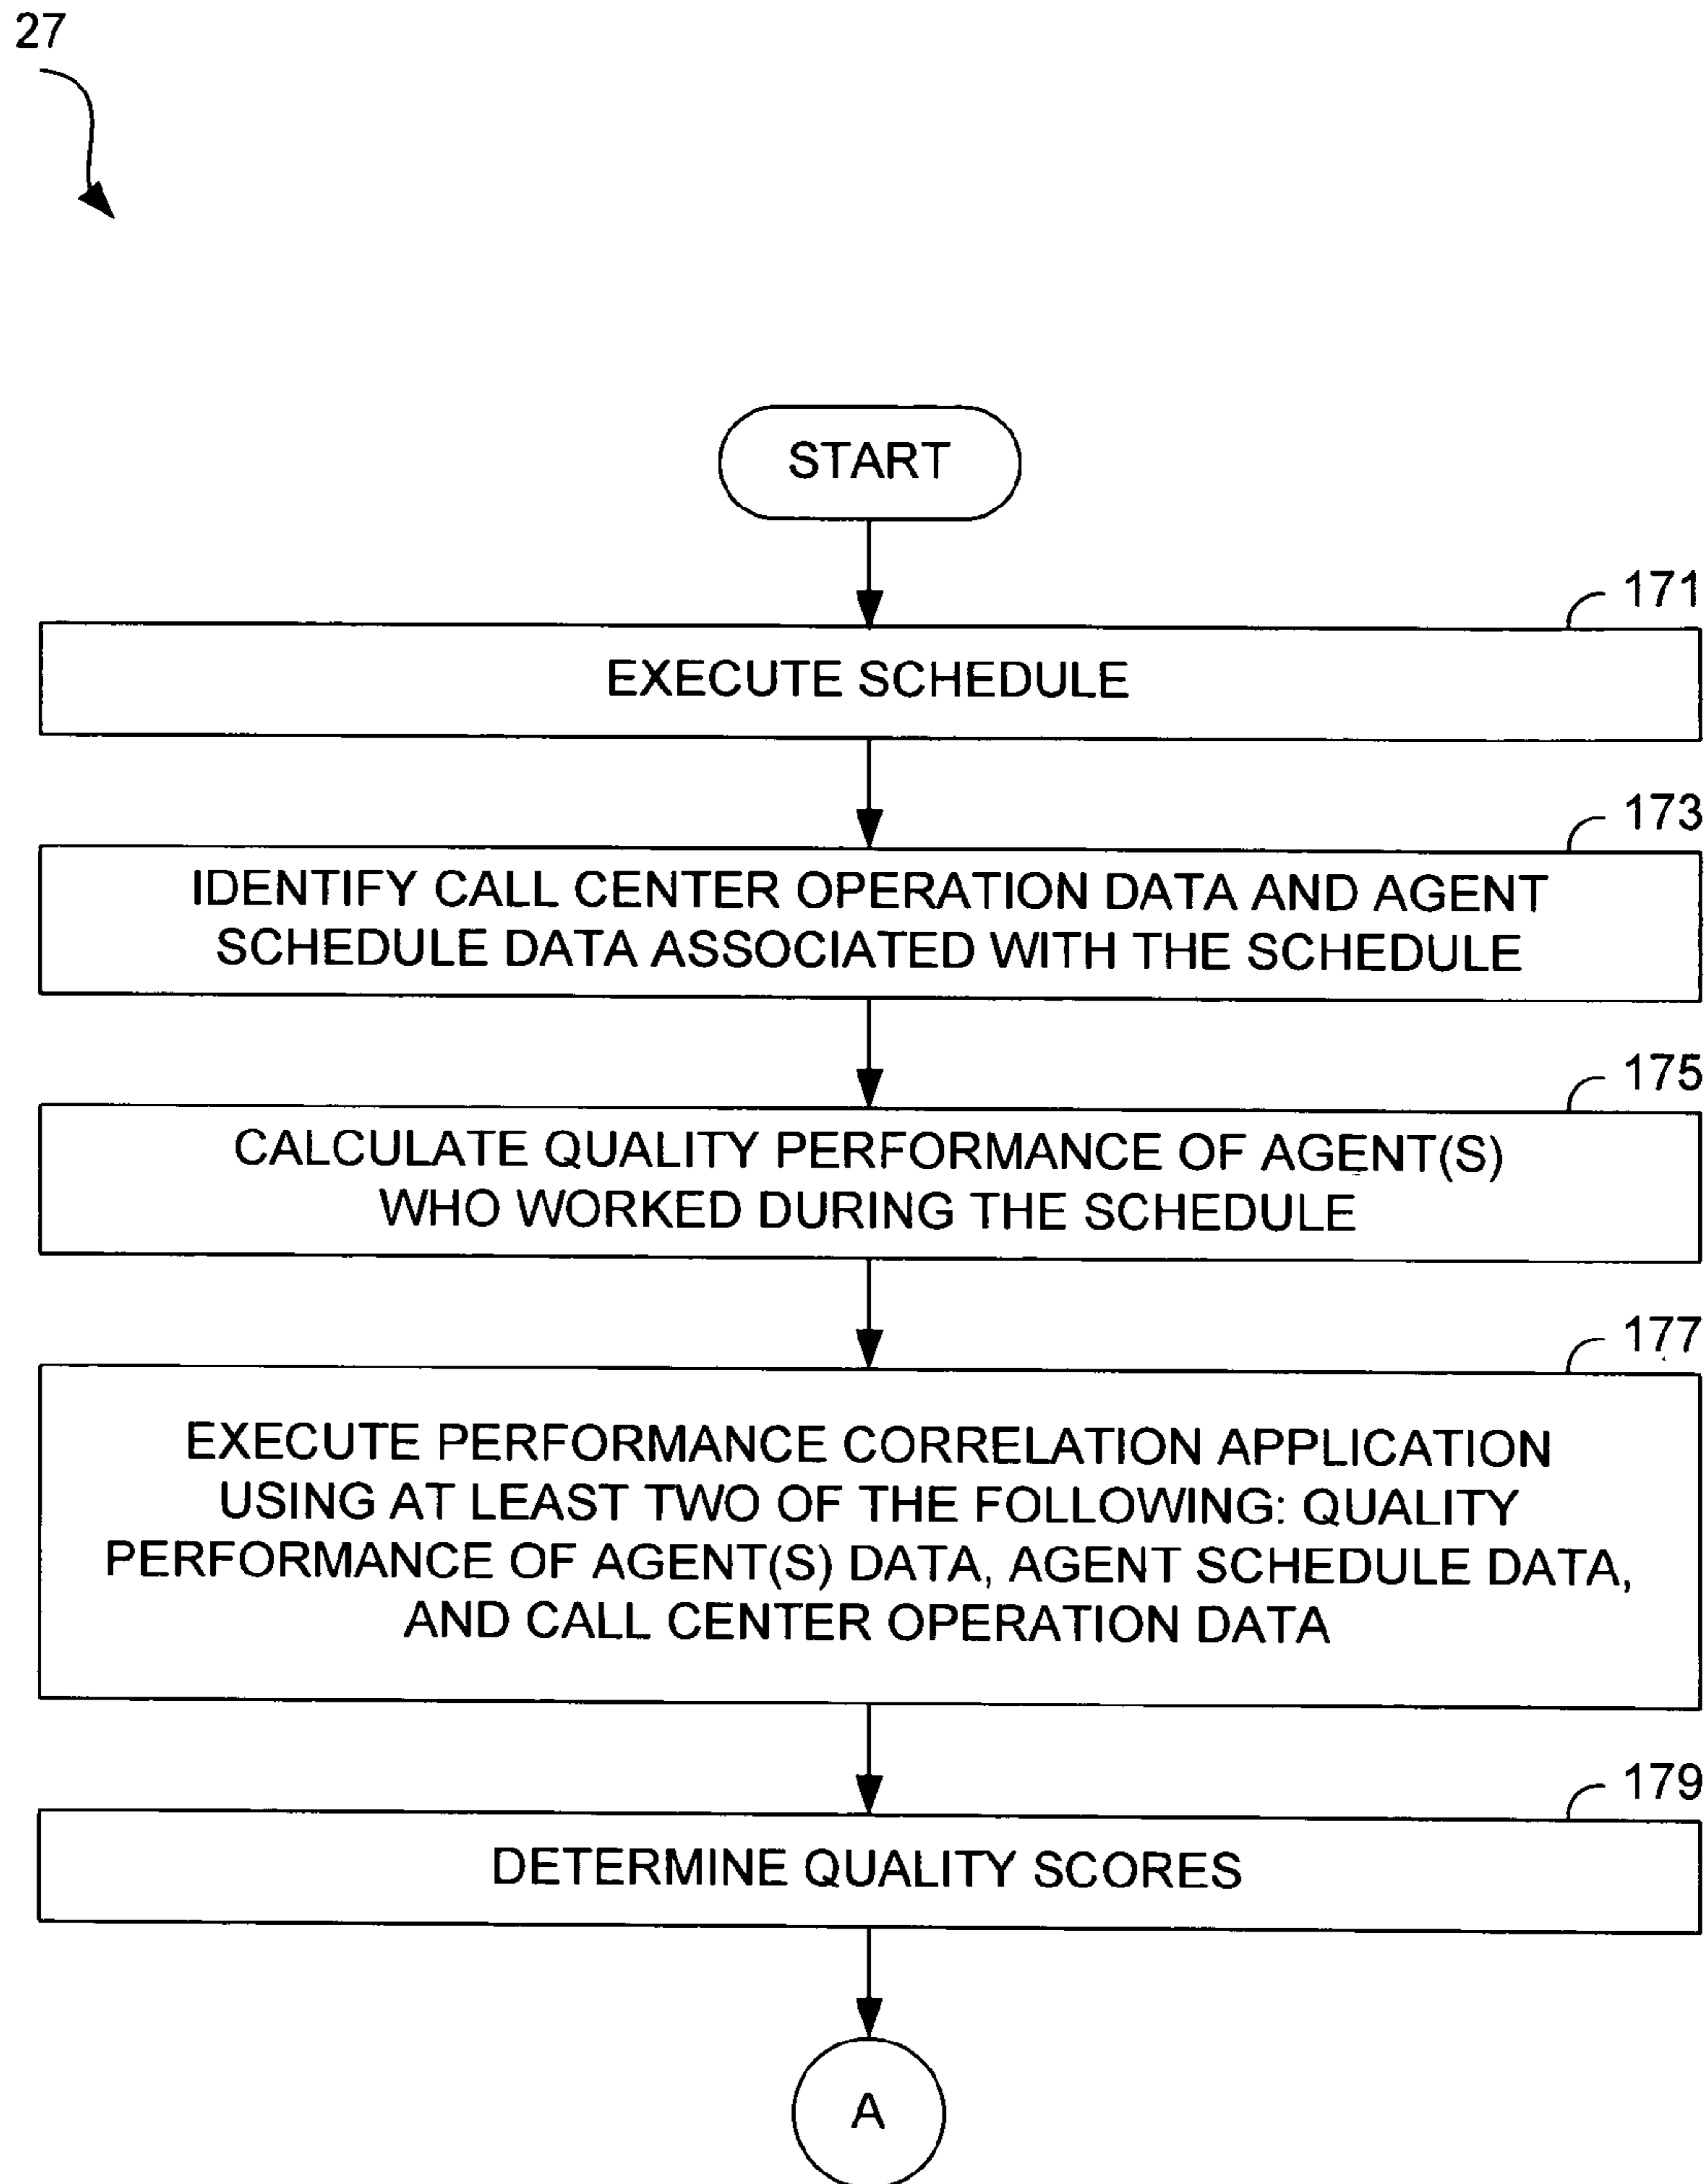 27
START
171
EXECUTE SCHEDULE
173
IDENTIFY CALL CENTER OPERATION DATA AND AGENT
SCHEDULE DATA ASSOCIATED WITH THE SCHEDULE
175
CALCULATE QUALITY PERFORMANCE OF AGENT(S)
WHO WORKED DURING THE SCHEDULE
177
EXECUTE PERFORMANCE CORRELATION APPLICATION
USING AT LEAST TWO OF THE FOLLOWING: QUALITY
PERFORMANCE OF AGENT(S) DATA, AGENT SCHEDULE DATA,
AND CALL CENTER OPERATION DATA
179
DETERMINE QUALITY SCORES
A